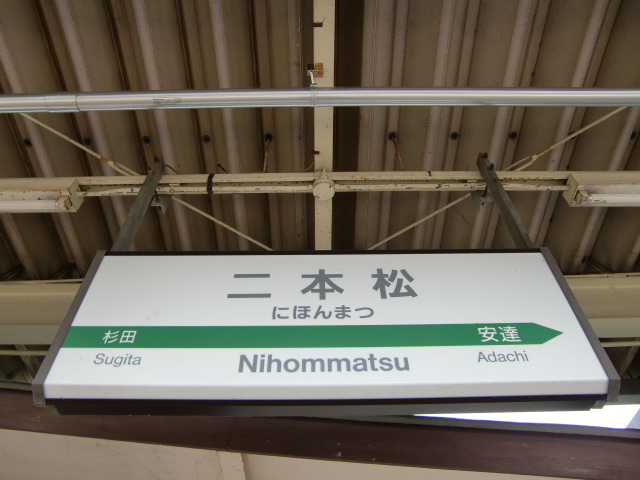 二本松
にほんまつ
杉田 安達
Sugita Nihommatsu Adachi